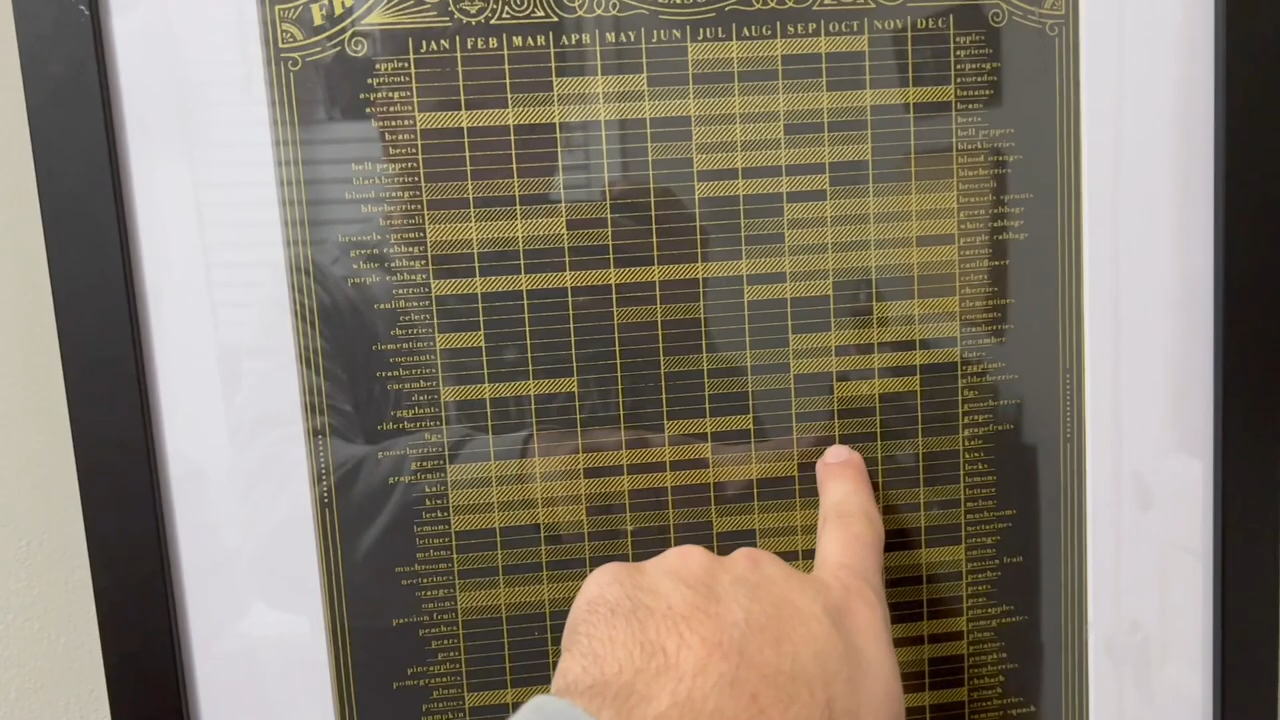 JAN FEB MAR APR MAY JUN JUL AUG SEP OCT NOV DEC
apples apples
apricots apricots
asparagus asparagus
avocados avocados
bananas bananas
beans beans
beets beets
bell peppers bell peppers
blackberries blackberries
blood oranges blood oranges
blueberries blueberries
broccoli broccoli
brussels sprouts brussels sprouts
green cabbage green cabbage
white cabbage white cabbage
purple cabbage purple cabbage
carrots carrots
cauliflower cauliflower
celery celery
cherries cherries
clementines clementines
coconuts coconuts
cranberries cranberries
cucumber cucumber
dates dates
eggplants eggplants
elderberries elderberries
figs figs
gooseberries gooseberries
grapes grapes
grapefruits grapefruits
kale kale
kiwi kiwi
leeks leeks
lemons lemons
lettuce lettuce
melons melons
mushrooms mushrooms
nectarines nectarines
oranges oranges
onions onions
passion fruit passion fruit
peaches peaches
pears pears
peas peas
pineapples pineapples
pomegranates pomegranates
plums plums
potatoes potatoes
pumpkin pumpkin
raspberries
rhubarb
spinach
strawberries
summer squash